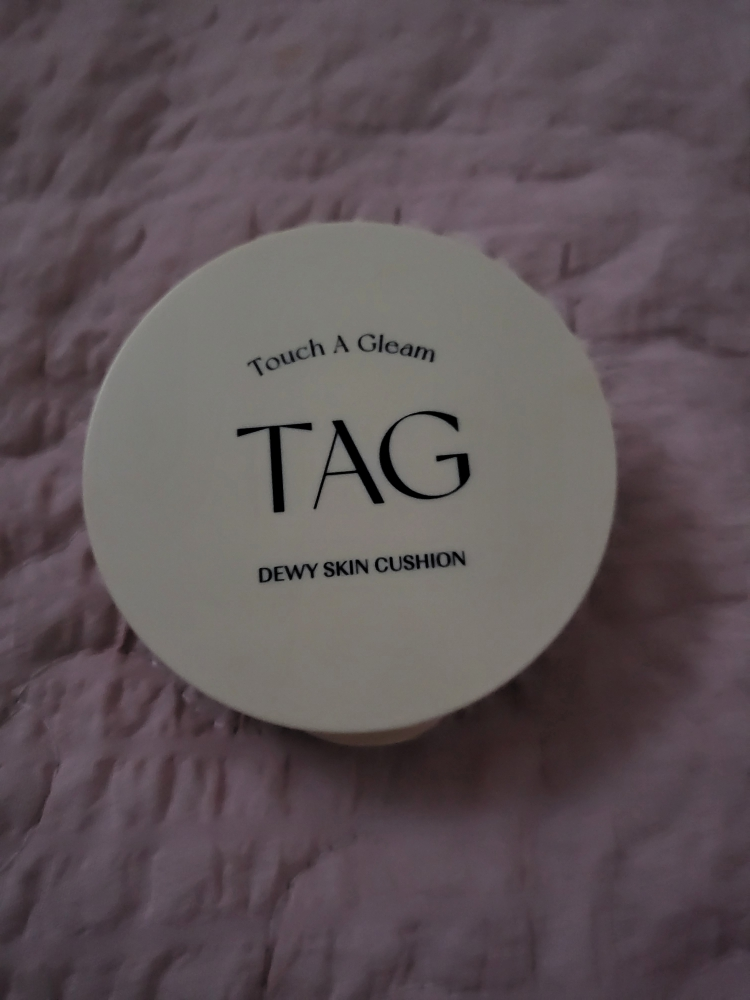 Touch A Gleam
TAG
DEWY SKIN CUSHION